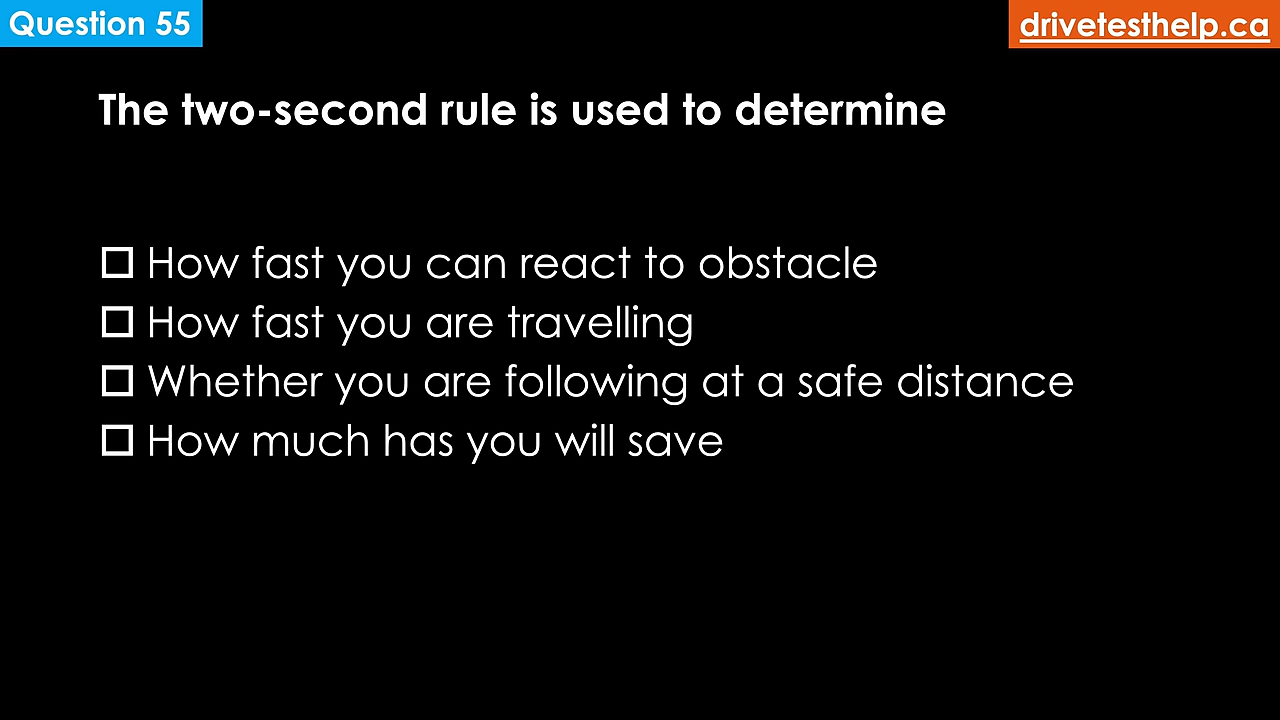 Question 55
drivetesthelp.ca
The two-second rule is used to determine
How fast you can react to obstacle
How fast you are travelling
Whether you are following at a safe distance
How much has you will save